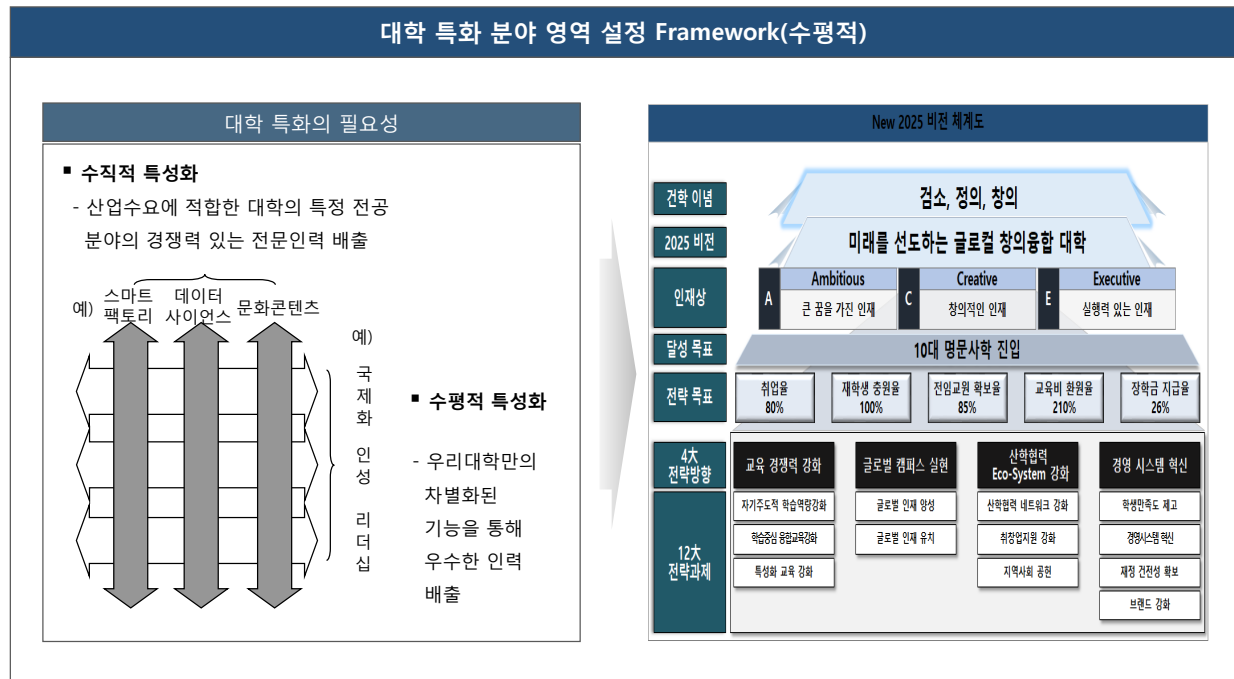 대학 특화 분야 영역 설정 Framework(수평적)
대학 특화의 필요성
▪ 수직적 특성화
- 산업수요에 적합한 대학의 특정 전공
분야의 경쟁력 있는 전문인력 배출
예)
스마트
팩토리
데이터
사이언스
문화콘텐츠
예)
국
제
화
인
성
리
더
십
▪ 수평적 특성화
- 우리대학만의
차별화된
기능을 통해
우수한 인력
배출
New 2025 비전 체계도
건학 이념
검소, 정의, 창의
2025 비전
미래를 선도하는 글로컬 창의융합 대학
인재상
A
Ambitious
큰 꿈을 가진 인재
C
Creative
창의적인 인재
E
Executive
실행력 있는 인재
달성 목표
10대 명문사학 진입
전략 목표
취업율
80%
재학생 충원율
100%
전임교원 확보율
85%
교육비 환원율
210%
장학금 지급율
26%
4大
전략방향
교육 경쟁력 강화
글로벌 캠퍼스 실현
산학협력
Eco-System 강화
경영 시스템 혁신
12大
전략과제
자기주도적 학습역량강화
학습중심 융합교육강화
특성화 교육 강화
글로벌 인재 양성
글로벌 인재 유치
산학협력 네트워크 강화
취창업지원 강화
지역사회 공헌
학생만족도 제고
경영시스템 혁신
재정 건전성 확보
브랜드 강화